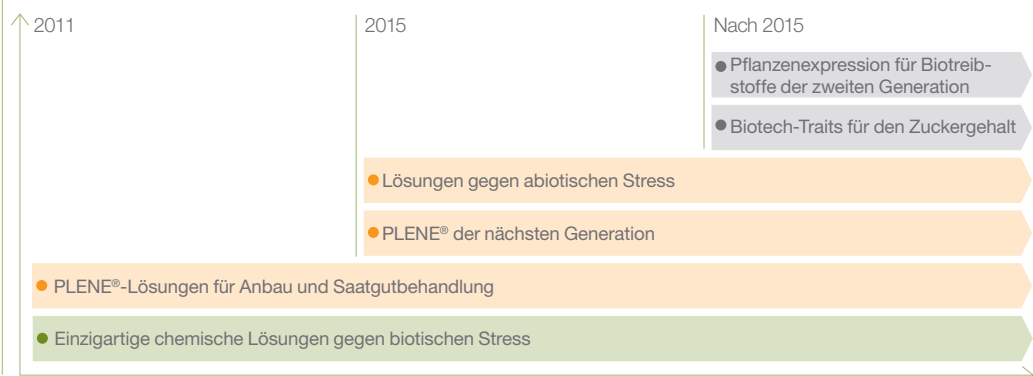 2011
2015
Nach 2015
Pflanzenexpression für Biotreib-
stoffe der zweiten Generation
Biotech-Traits für den Zuckergehalt
Lösungen gegen abiotischen Stress
PLENE® der nächsten Generation
PLENE®-Lösungen für Anbau und Saatgutbehandlung
Einzigartige chemische Lösungen gegen biotischen Stress